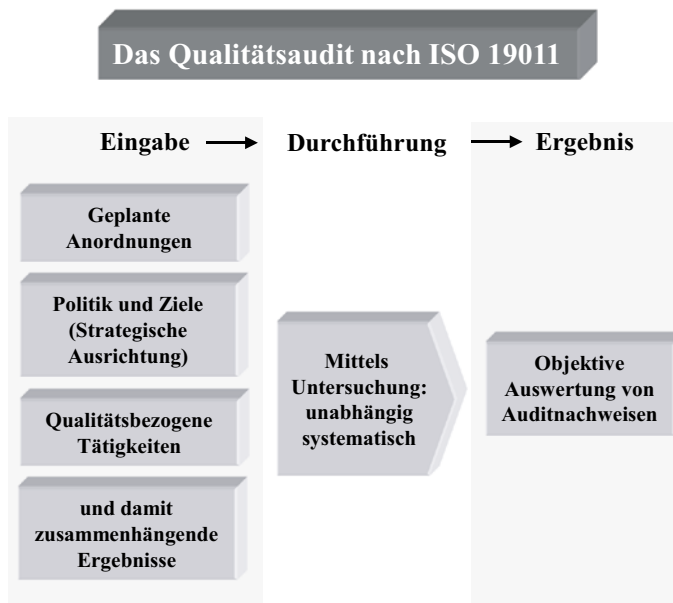 Das Qualitätsaudit nach ISO 19011
Eingabe
Durchführung
Ergebnis
Geplante
Anordnungen
Politik und Ziele
(Strategische
Ausrichtung)
Qualitätsbezogene
Tätigkeiten
und damit
zusammenhängende
Ergebnisse
Mittels
Untersuchung:
unabhängig
systematisch
Objektive
Auswertung von
Auditnachweisen